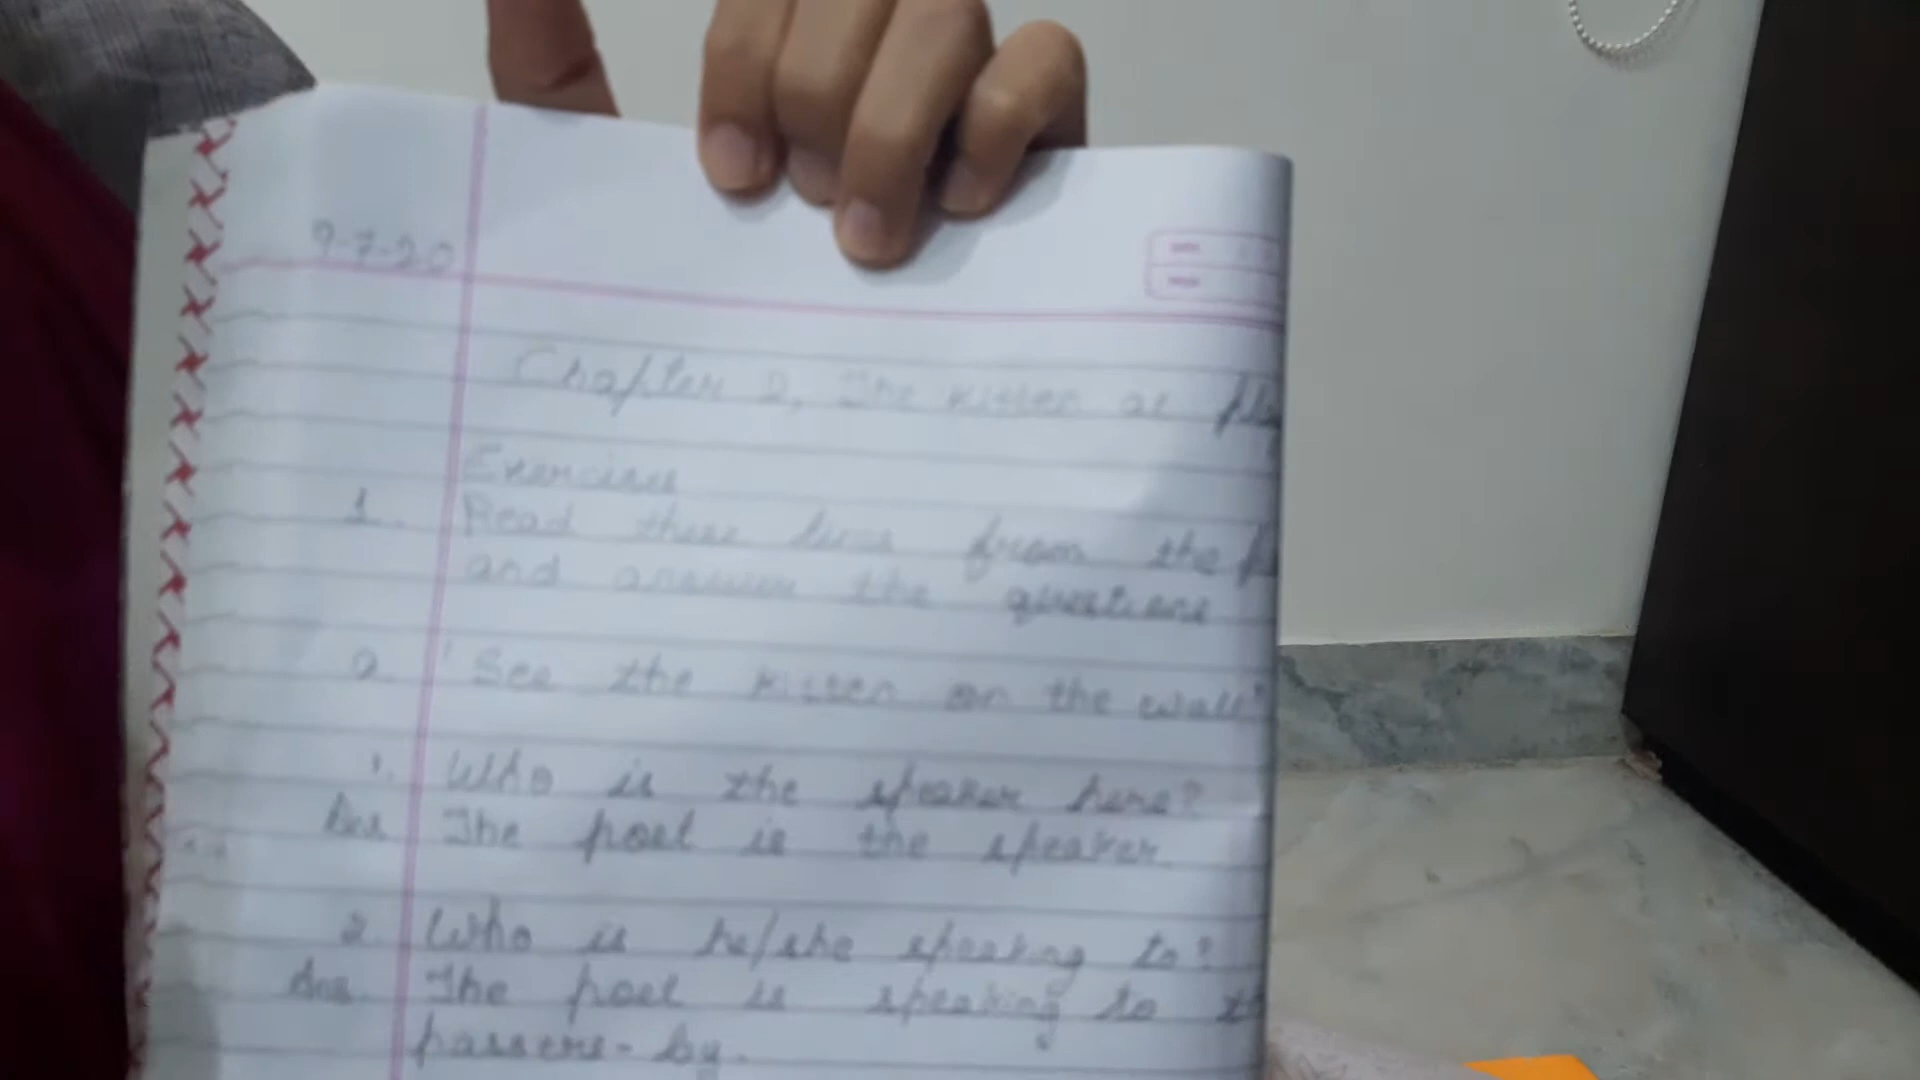 9-7-20
Chapter 2, The kitten at
Exercises
1. Read these lines from the
and answer the questions
a. 'See the kitten on the wall'
1. Who is the speaker here?
Ans The poet is the speaker
2. Who is he/she speaking to?
Ans. The poet is speaking to
passers-by.